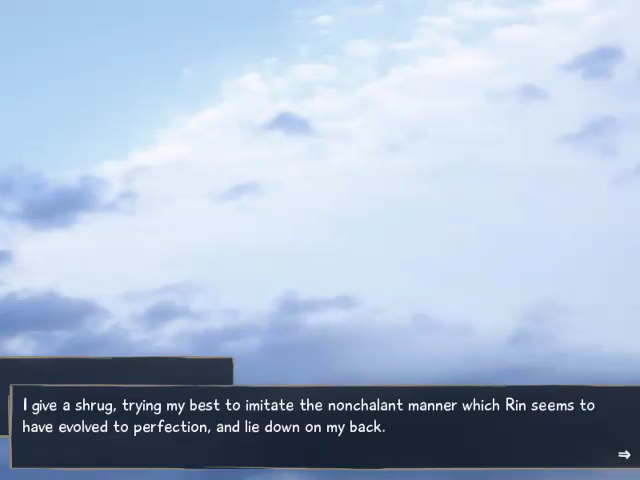 I give a shrug, trying my best to imitate the nonchalant manner which Rin seems to
have evolved to perfection, and lie down on my back.